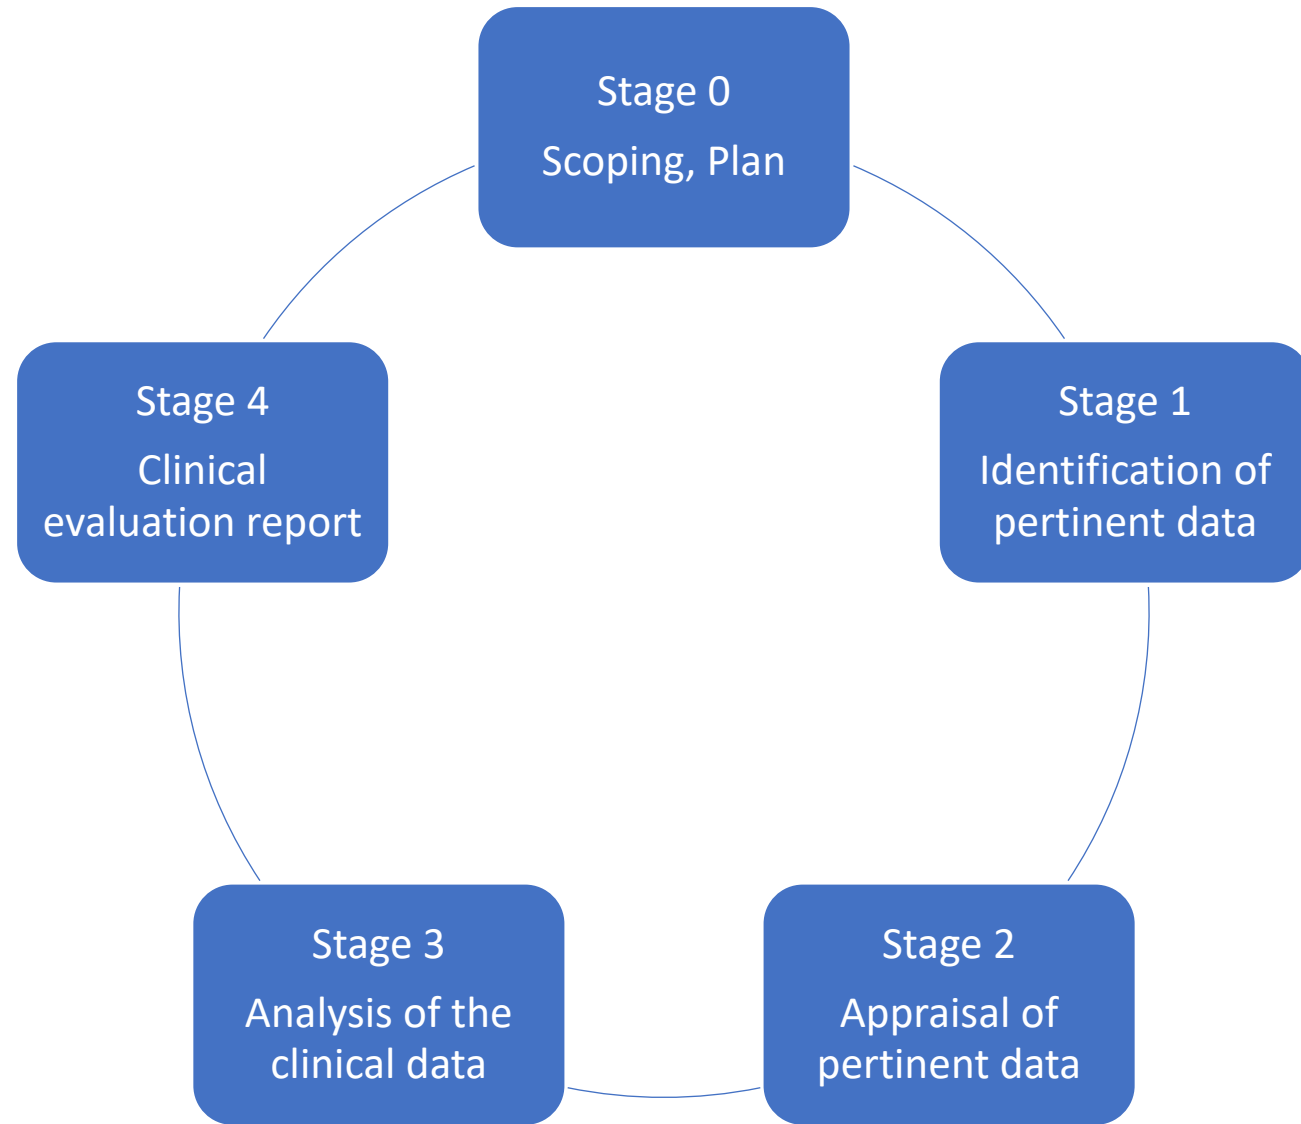 Stage 0
Scoping, Plan
Stage 1
Identification of
pertinent data
Stage 2
Appraisal of
pertinent data
Stage 3
Analysis of the
clinical data
Stage 4
Clinical
evaluation report